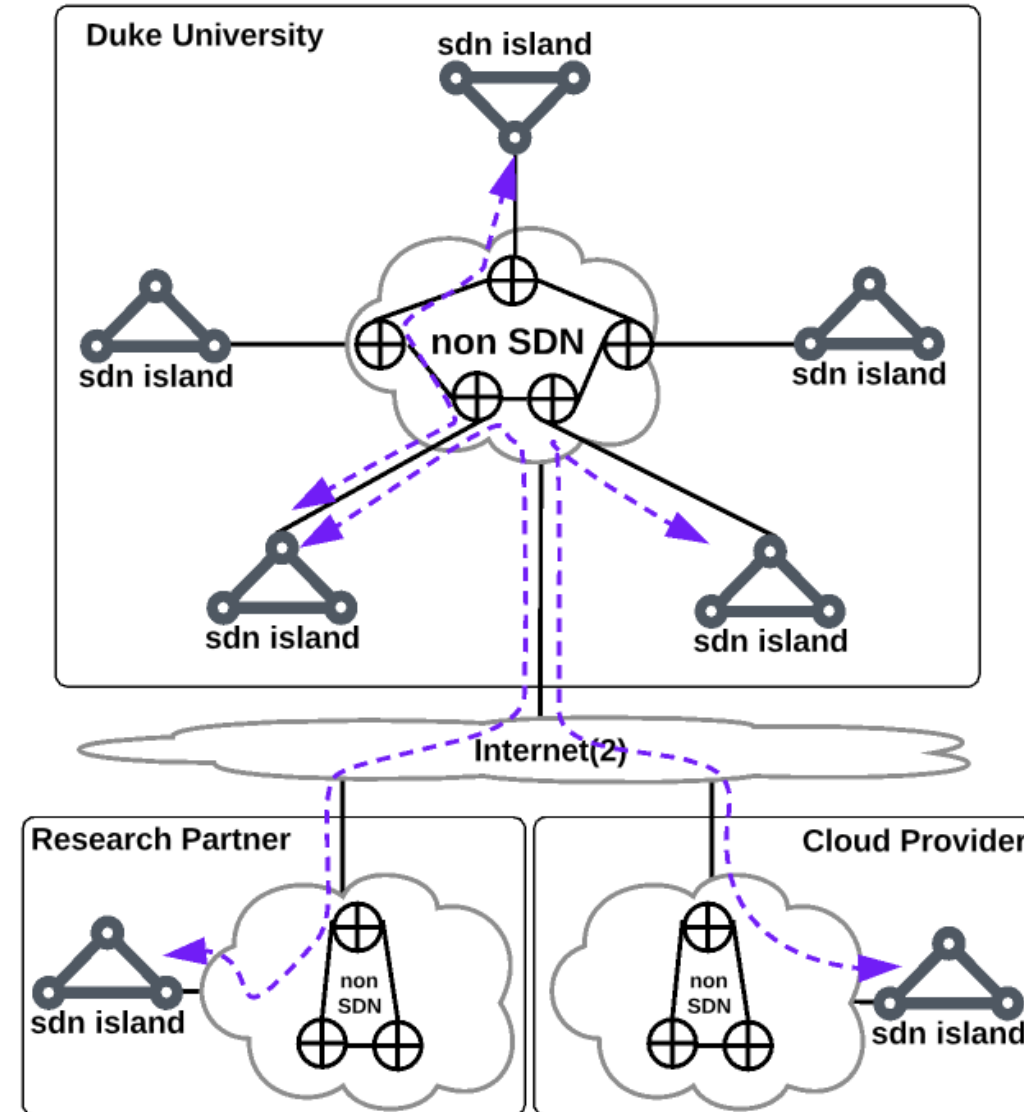 Duke University
sdn island
non SDN
sdn island
sdn island
sdn island
sdn island
Internet(2)
Research Partner
Cloud Provider
non
SDN
non
SDN
sdn island
sdn island